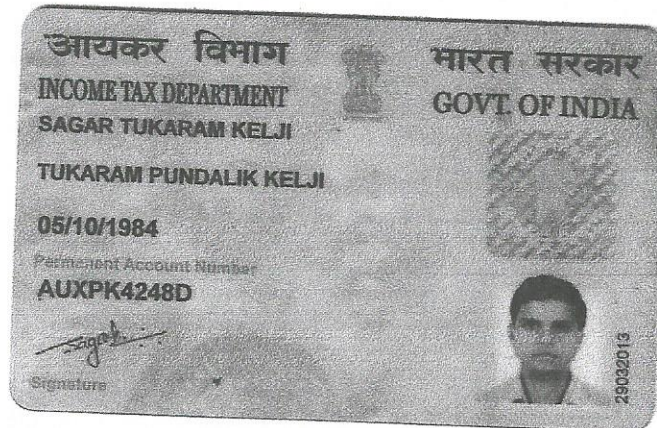 आयकर विभाग
भारत सरकार
INCOME TAX DEPARTMENT
GOVT. OF INDIA
SAGAR TUKARAM KELJI
TUKARAM PUNDALIK KELJI
05/10/1984
Permanent Account Number
AUXPK4248D
Sagar
Signature
29032013